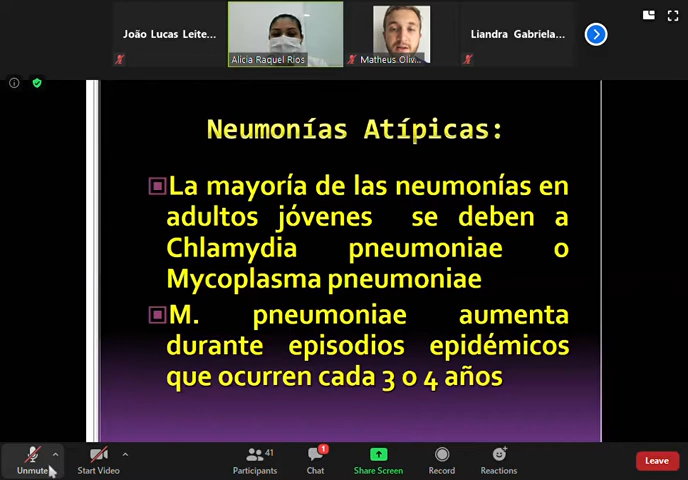 João Lucas Leite...
Alicia Raquel Rios
Matheus Oliv...
Liandra Gabriela...
Neumonías Atípicas:
La mayoría de las neumonías en
adultos jóvenes se deben a
Chlamydia pneumoniae o
Mycoplasma pneumoniae
M. pneumoniae aumenta
durante episodios epidémicos
que ocurren cada 3 o 4 años
Unmute
Start Video
41
Participants
1
Chat
Share Screen
Record
Reactions
Leave